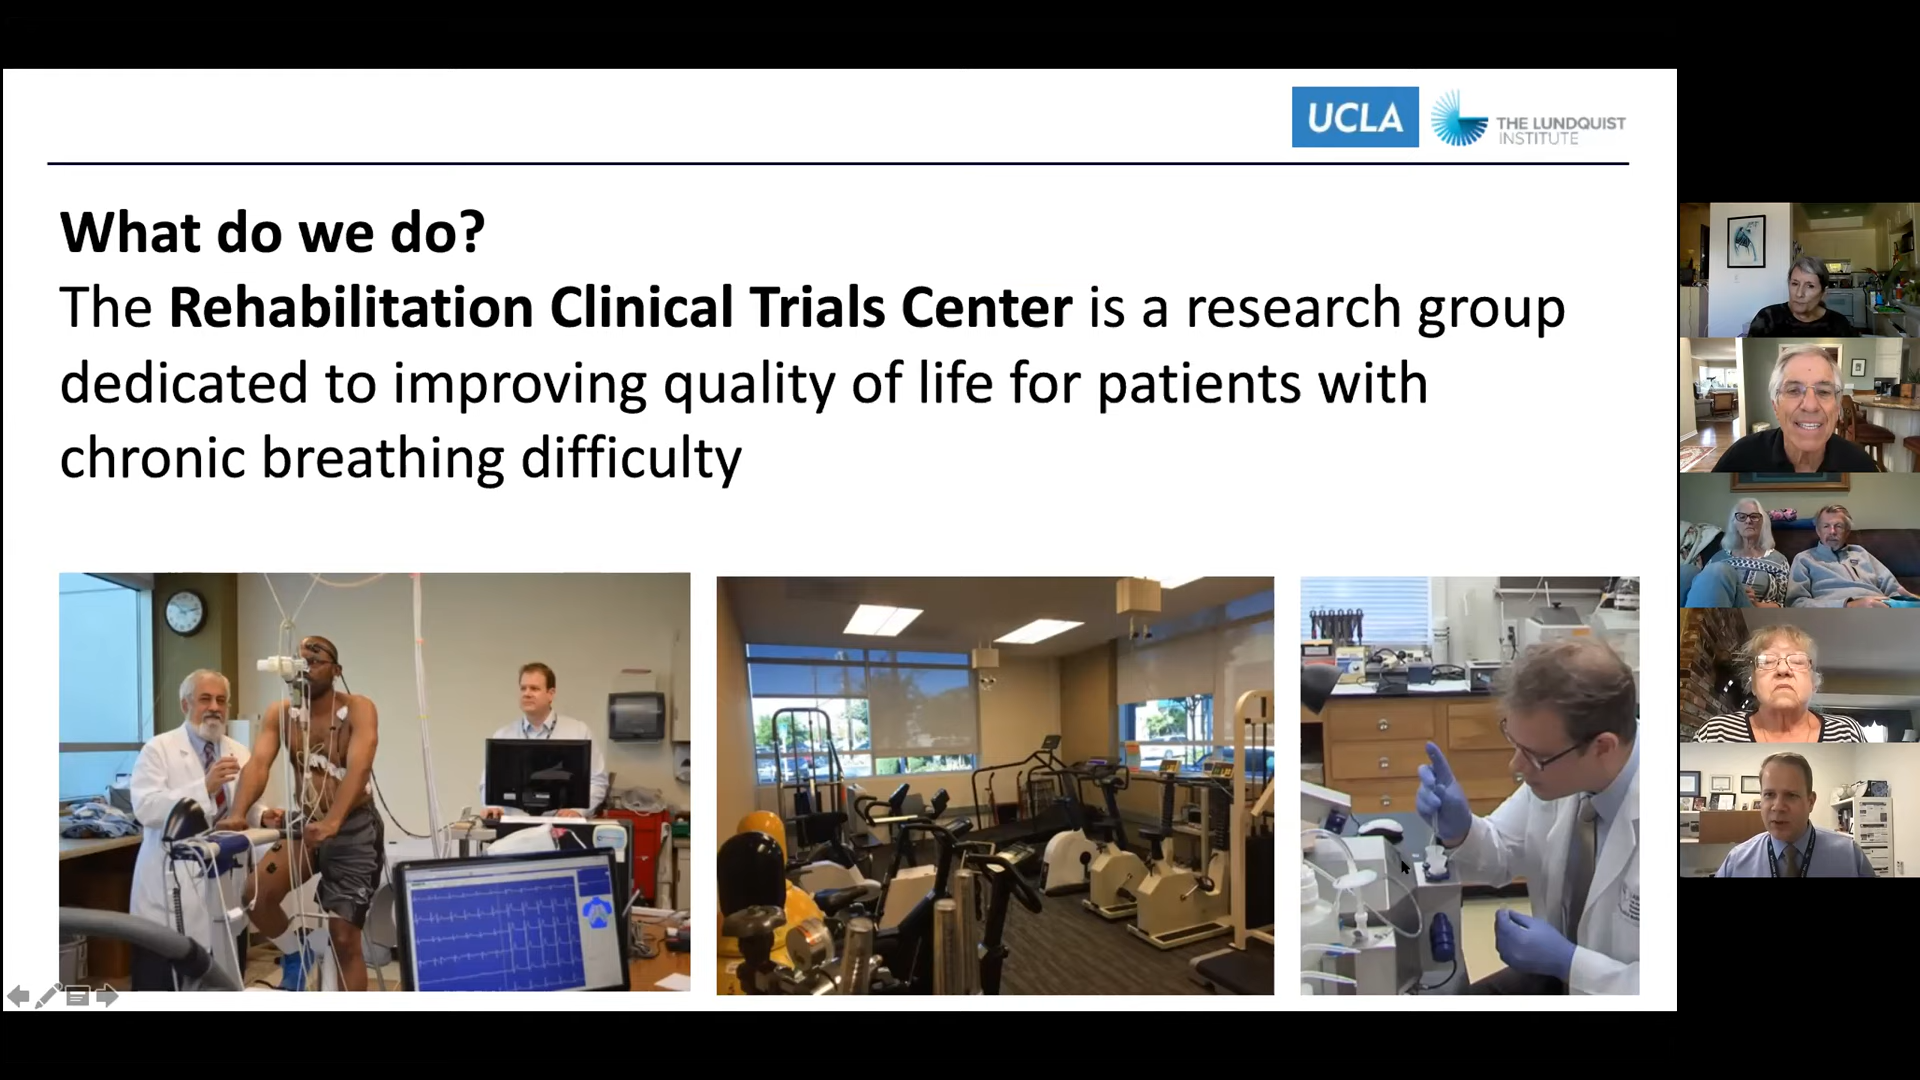 UCLA
THE LUNDQUIST
INSTITUTE
What do we do?
The Rehabilitation Clinical Trials Center is a research group
dedicated to improving quality of life for patients with
chronic breathing difficulty